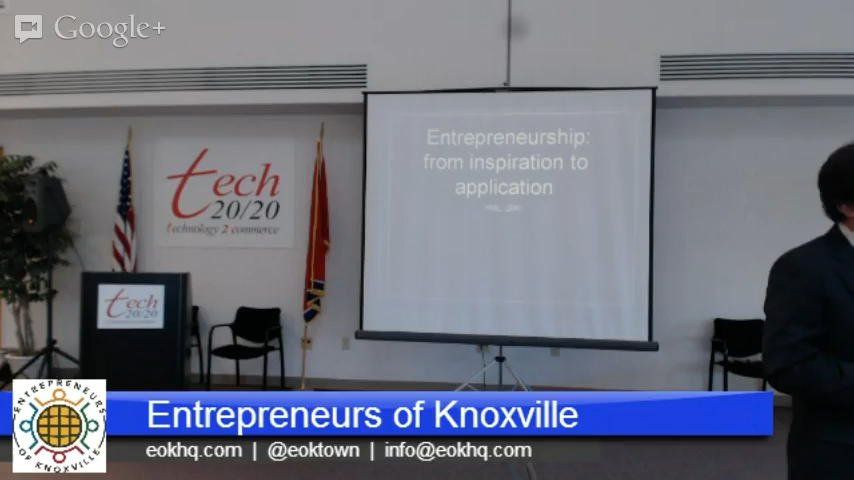 Google+
Entrepreneurship:
from inspiration to
application
tech
20/20
technology 2 commerce
tech
20/20
ENTREPRENEURS
OF KNOXVILLE
Entrepreneurs of Knoxville
eokhq.com | @eoktown | info@eokhq.com